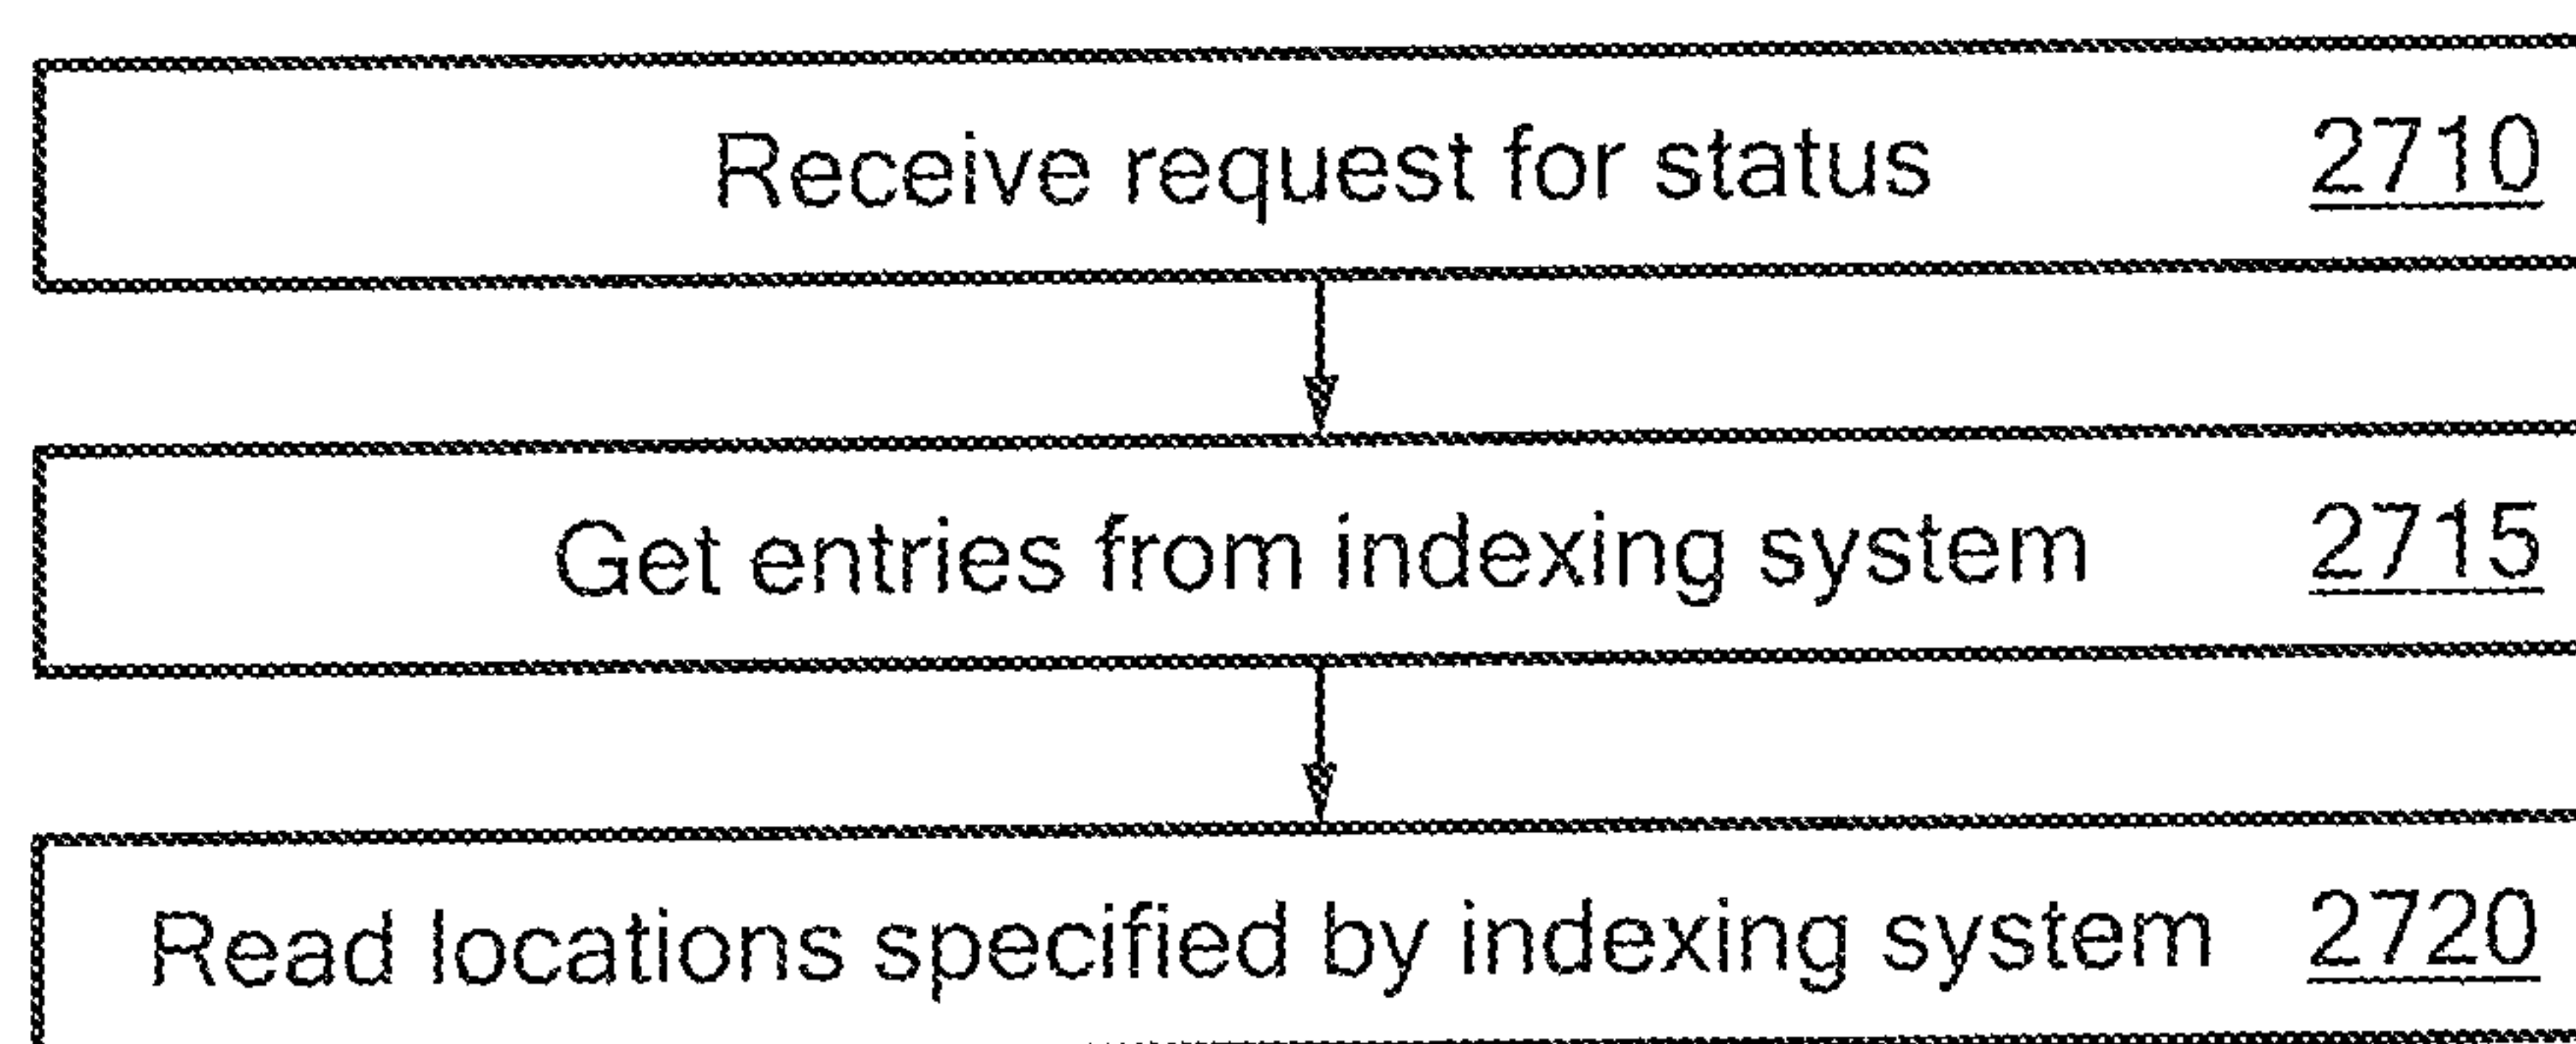 Receive request for status 2710
Get entries from indexing system 2715
Read locations specified by indexing system 2720